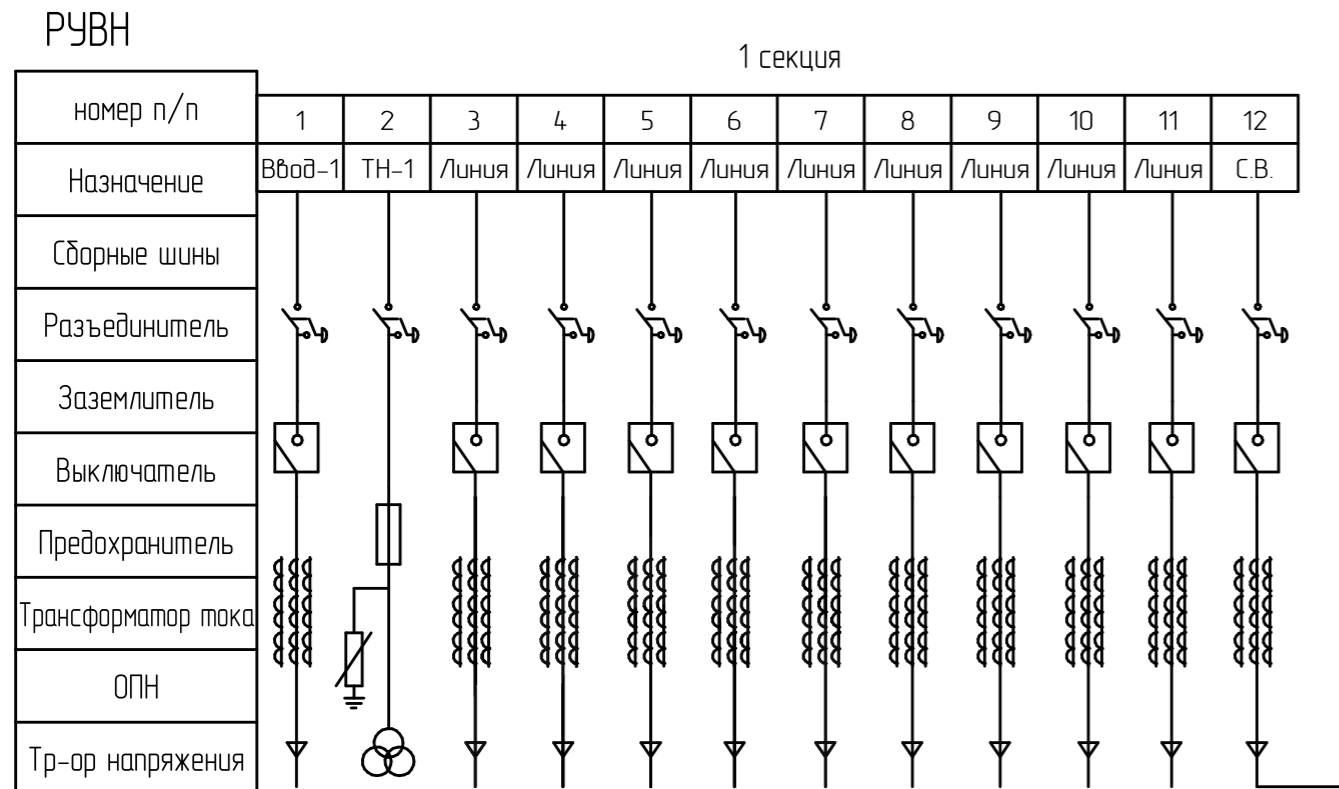 РУВН
1 секция
номер п/п 1 2 3 4 5 6 7 8 9 10 11 12
Назначение Ввод-1 ТН-1 Линия Линия Линия Линия Линия Линия Линия Линия Линия С.В.
Сборные шины
Разъединитель
Заземлитель
Выключатель
Предохранитель
Трансформатор тока
ОПН
Тр-ор напряжения